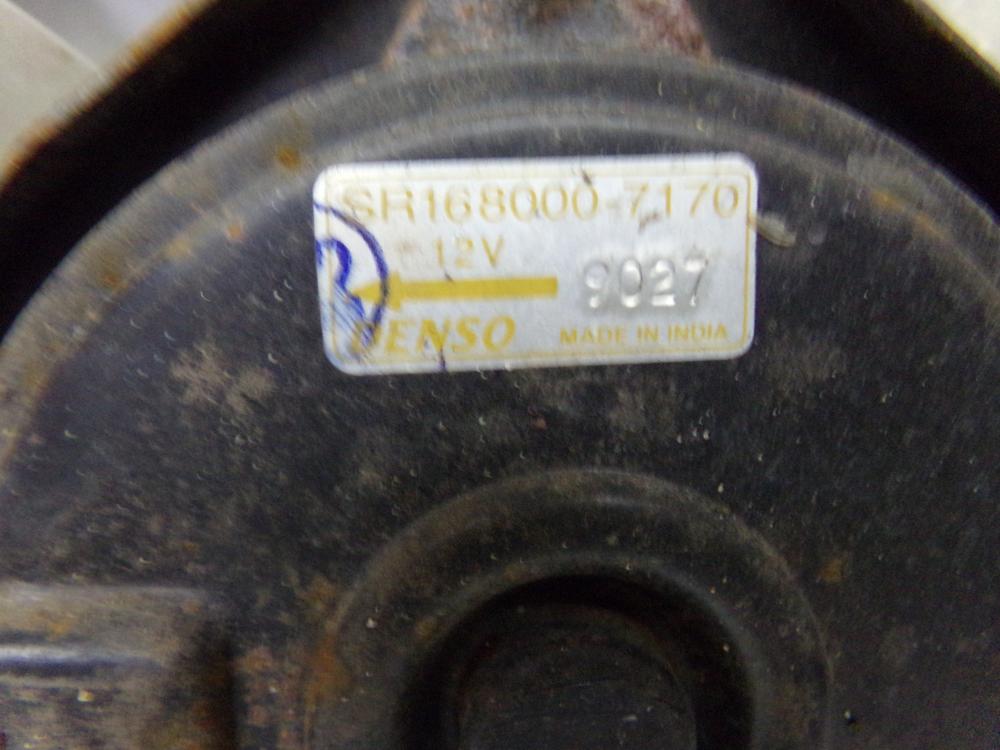 SR168000-7170
12V
9027
DENSO MADE IN INDIA